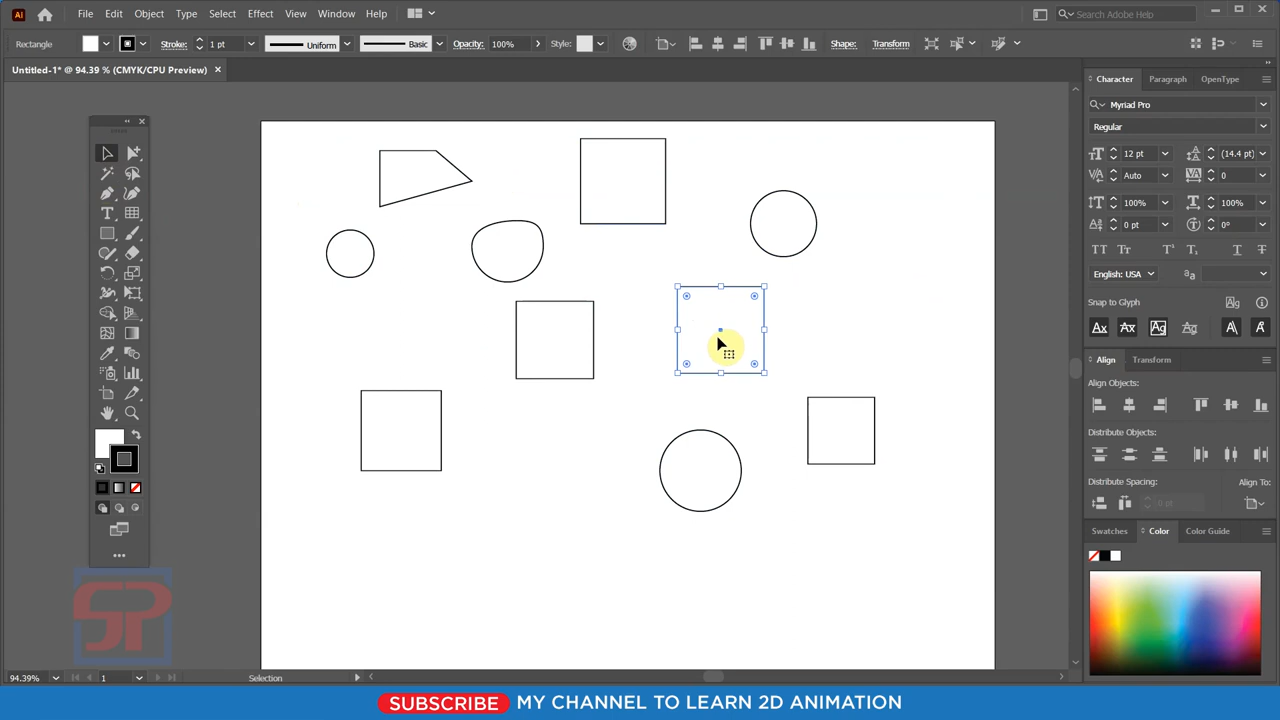 Ai File Edit Object Type Select Effect View Window Help Search Adobe Help
Rectangle Stroke: 1 pt Uniform Basic Opacity: 100% Style: Shape: Transform
Untitled-1* @ 94.39 % (CMYK/CPU Preview) ×
Character Paragraph OpenType
Myriad Pro
Regular
12 pt (14.4 pt)
Auto 0
100% 100%
0 pt 0°
English: USA
Snap to Glyph
Align Transform
Align Objects:
Distribute Objects:
Distribute Spacing: Align To:
0 pt
Swatches Color Color Guide
94.39% 1 Selection
SUBSCRIBE MY CHANNEL TO LEARN 2D ANIMATION